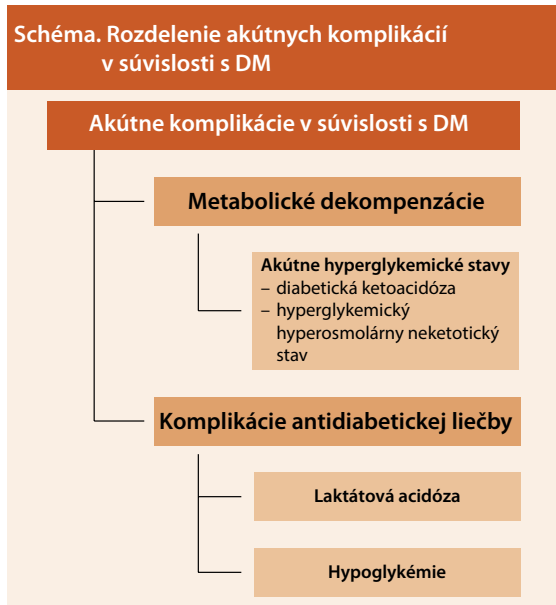 Schéma. Rozdelenie akútnych komplikácií
v súvislosti s DM
Akútne komplikácie v súvislosti s DM
Metabolické dekompenzácie
Akútne hyperglykemické stavy
– diabetická ketoacidóza
– hyperglykemický
hyperosmolárny neketotický
stav
Komplikácie antidiabetickej liečby
Laktátová acidóza
Hypoglykémie